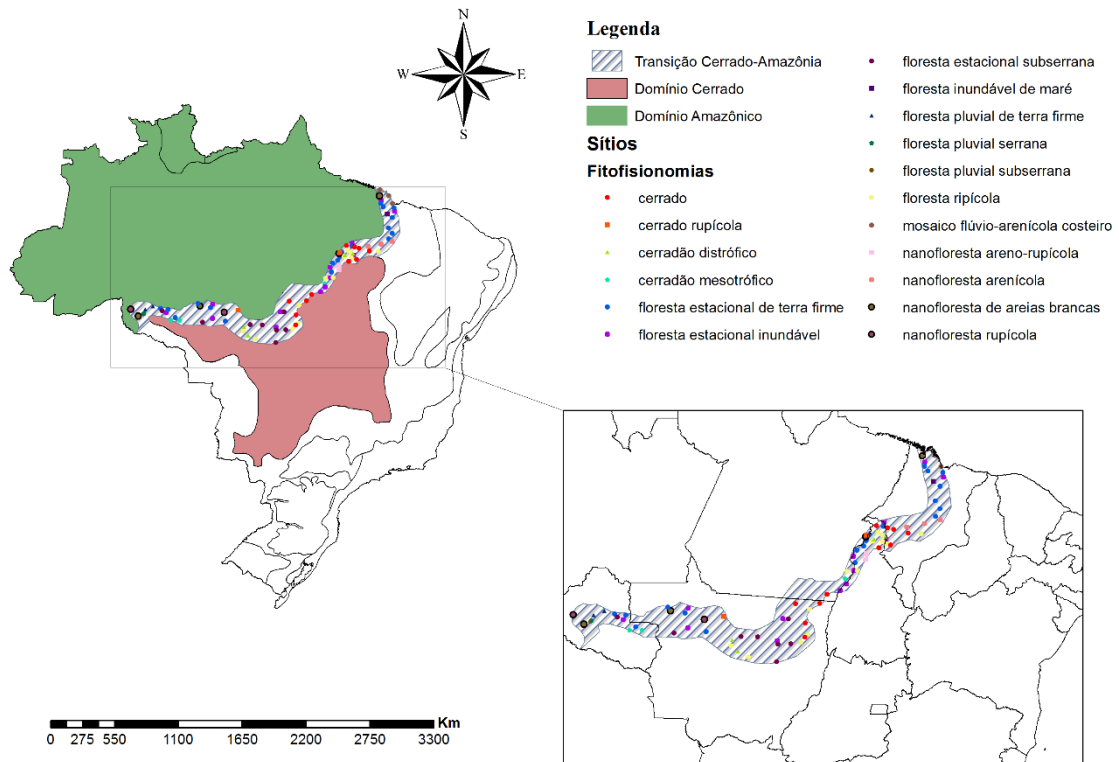 N
W
E
S
Legenda
Transição Cerrado-Amazônia
Domínio Cerrado
Domínio Amazônico
Sítios
Fitofisionomias
cerrado
cerrado rupícola
cerradão distrófico
cerradão mesotrófico
floresta estacional de terra firme
floresta estacional inundável
floresta estacional subserrana
floresta inundável de maré
floresta pluvial de terra firme
floresta pluvial serrana
floresta pluvial subserrana
floresta ripícola
mosaico flúvio-arenícola costeiro
nanofloresta areno-rupícola
nanofloresta arenícola
nanofloresta de areias brancas
nanofloresta rupícola
Km
0 275 550 1100 1650 2200 2750 3300